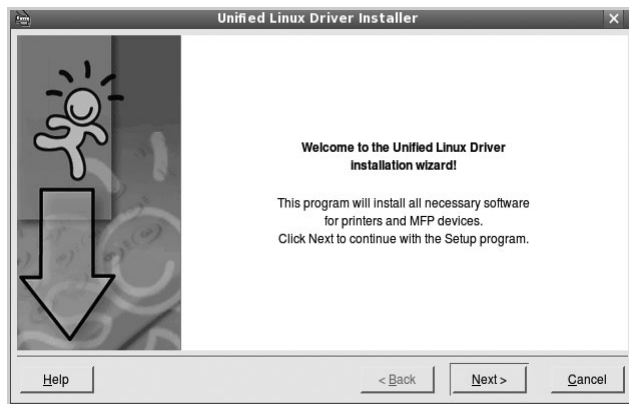 Unified Linux Driver Installer
Welcome to the Unified Linux Driver
installation wizard!
This program will install all necessary software
for printers and MFP devices.
Click Next to continue with the Setup program.
Help
< Back
Next >
Cancel